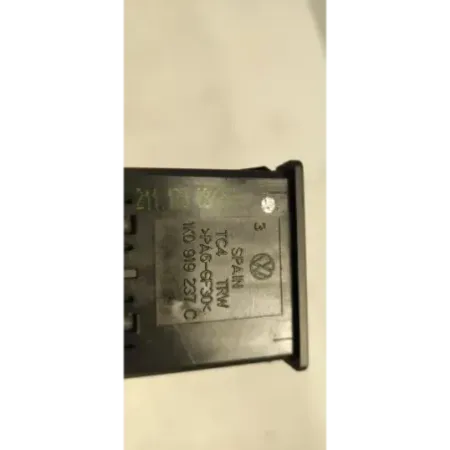 3
SPAIN
TC4 TRW
>PA6-GF30<
1K0 919 237 C